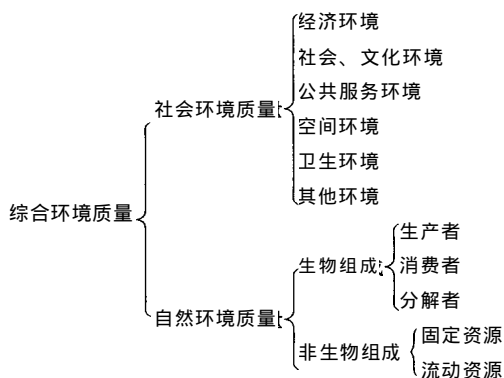 经济环境
社会、文化环境
社会环境质量
公共服务环境
空间环境
卫生环境
其他环境
综合环境质量
生产者
生物组成
消费者
分解者
自然环境质量
固定资源
非生物组成
流动资源